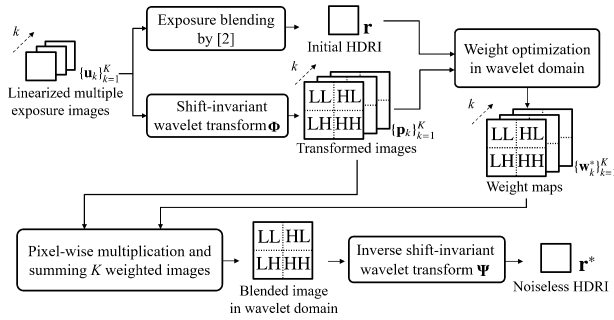 k
{u_k}_{k=1}^K
Linearized multiple
exposure images
Exposure blending
by [2]
r
Initial HDRI
Shift-invariant
wavelet transform Φ
k
LL HL
LH HH
{p_k}_{k=1}^K
Transformed images
Weight optimization
in wavelet domain
k
LL HL
LH HH
{w_k^*}_{k=1}^K
Weight maps
Pixel-wise multiplication and
summing K weighted images
LL HL
LH HH
Blended image
in wavelet domain
Inverse shift-invariant
wavelet transform Ψ
r*
Noiseless HDRI